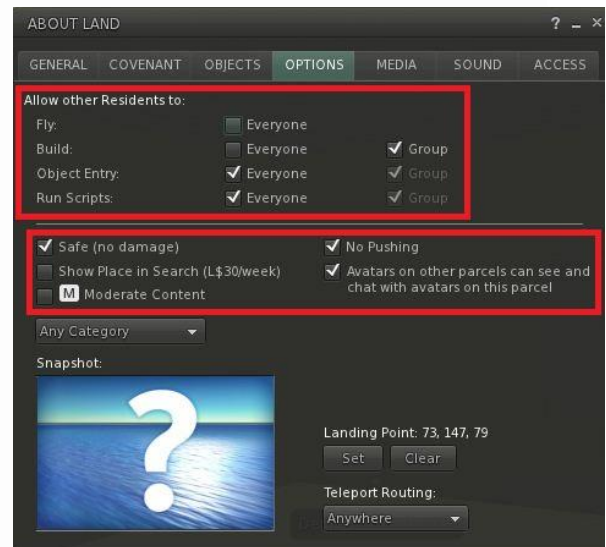 ABOUT LAND ? – ×
GENERAL COVENANT OBJECTS OPTIONS MEDIA SOUND ACCESS
Allow other Residents to:
Fly: Everyone
Build: Everyone Group
Object Entry: Everyone Group
Run Scripts: Everyone Group
Safe (no damage) No Pushing
Show Place in Search (L$30/week) Avatars on other parcels can see and
chat with avatars on this parcel
M Moderate Content
Any Category
Snapshot:
?
Landing Point: 73, 147, 79
Set Clear
Teleport Routing:
Anywhere